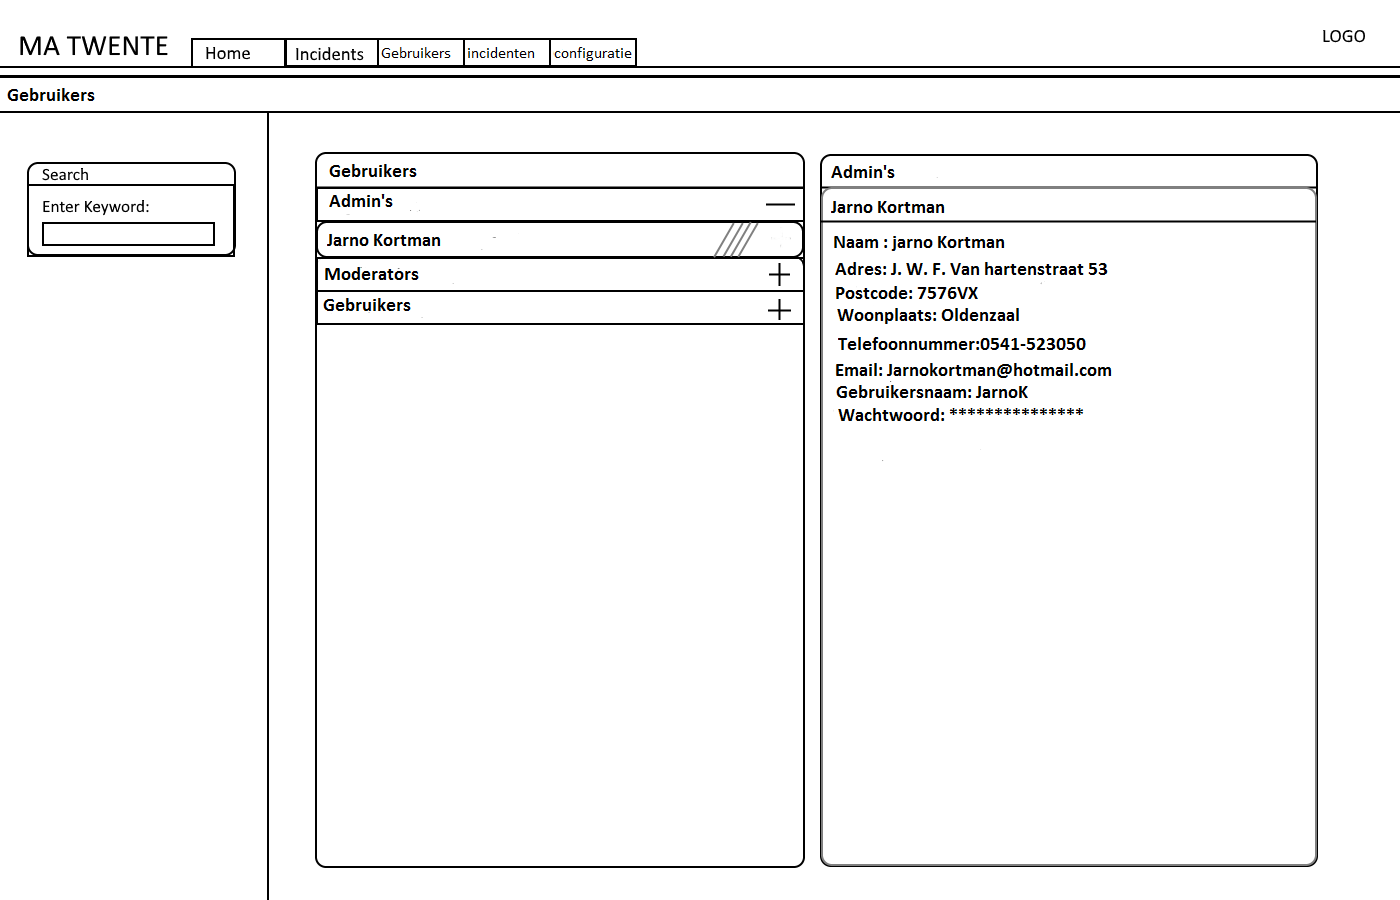 MA TWENTE
Home
Incidents
Gebruikers
incidenten
configuratie
LOGO
Gebruikers
Search
Enter Keyword:
Gebruikers
Admin's
Jarno Kortman
Moderators
Gebruikers
Admin's
Jarno Kortman
Naam : jarno Kortman
Adres: J. W. F. Van hartenstraat 53
Postcode: 7576VX
Woonplaats: Oldenzaal
Telefoonnummer:0541-523050
Email: Jarnokortman@hotmail.com
Gebruikersnaam: JarnoK
Wachtwoord: ***************